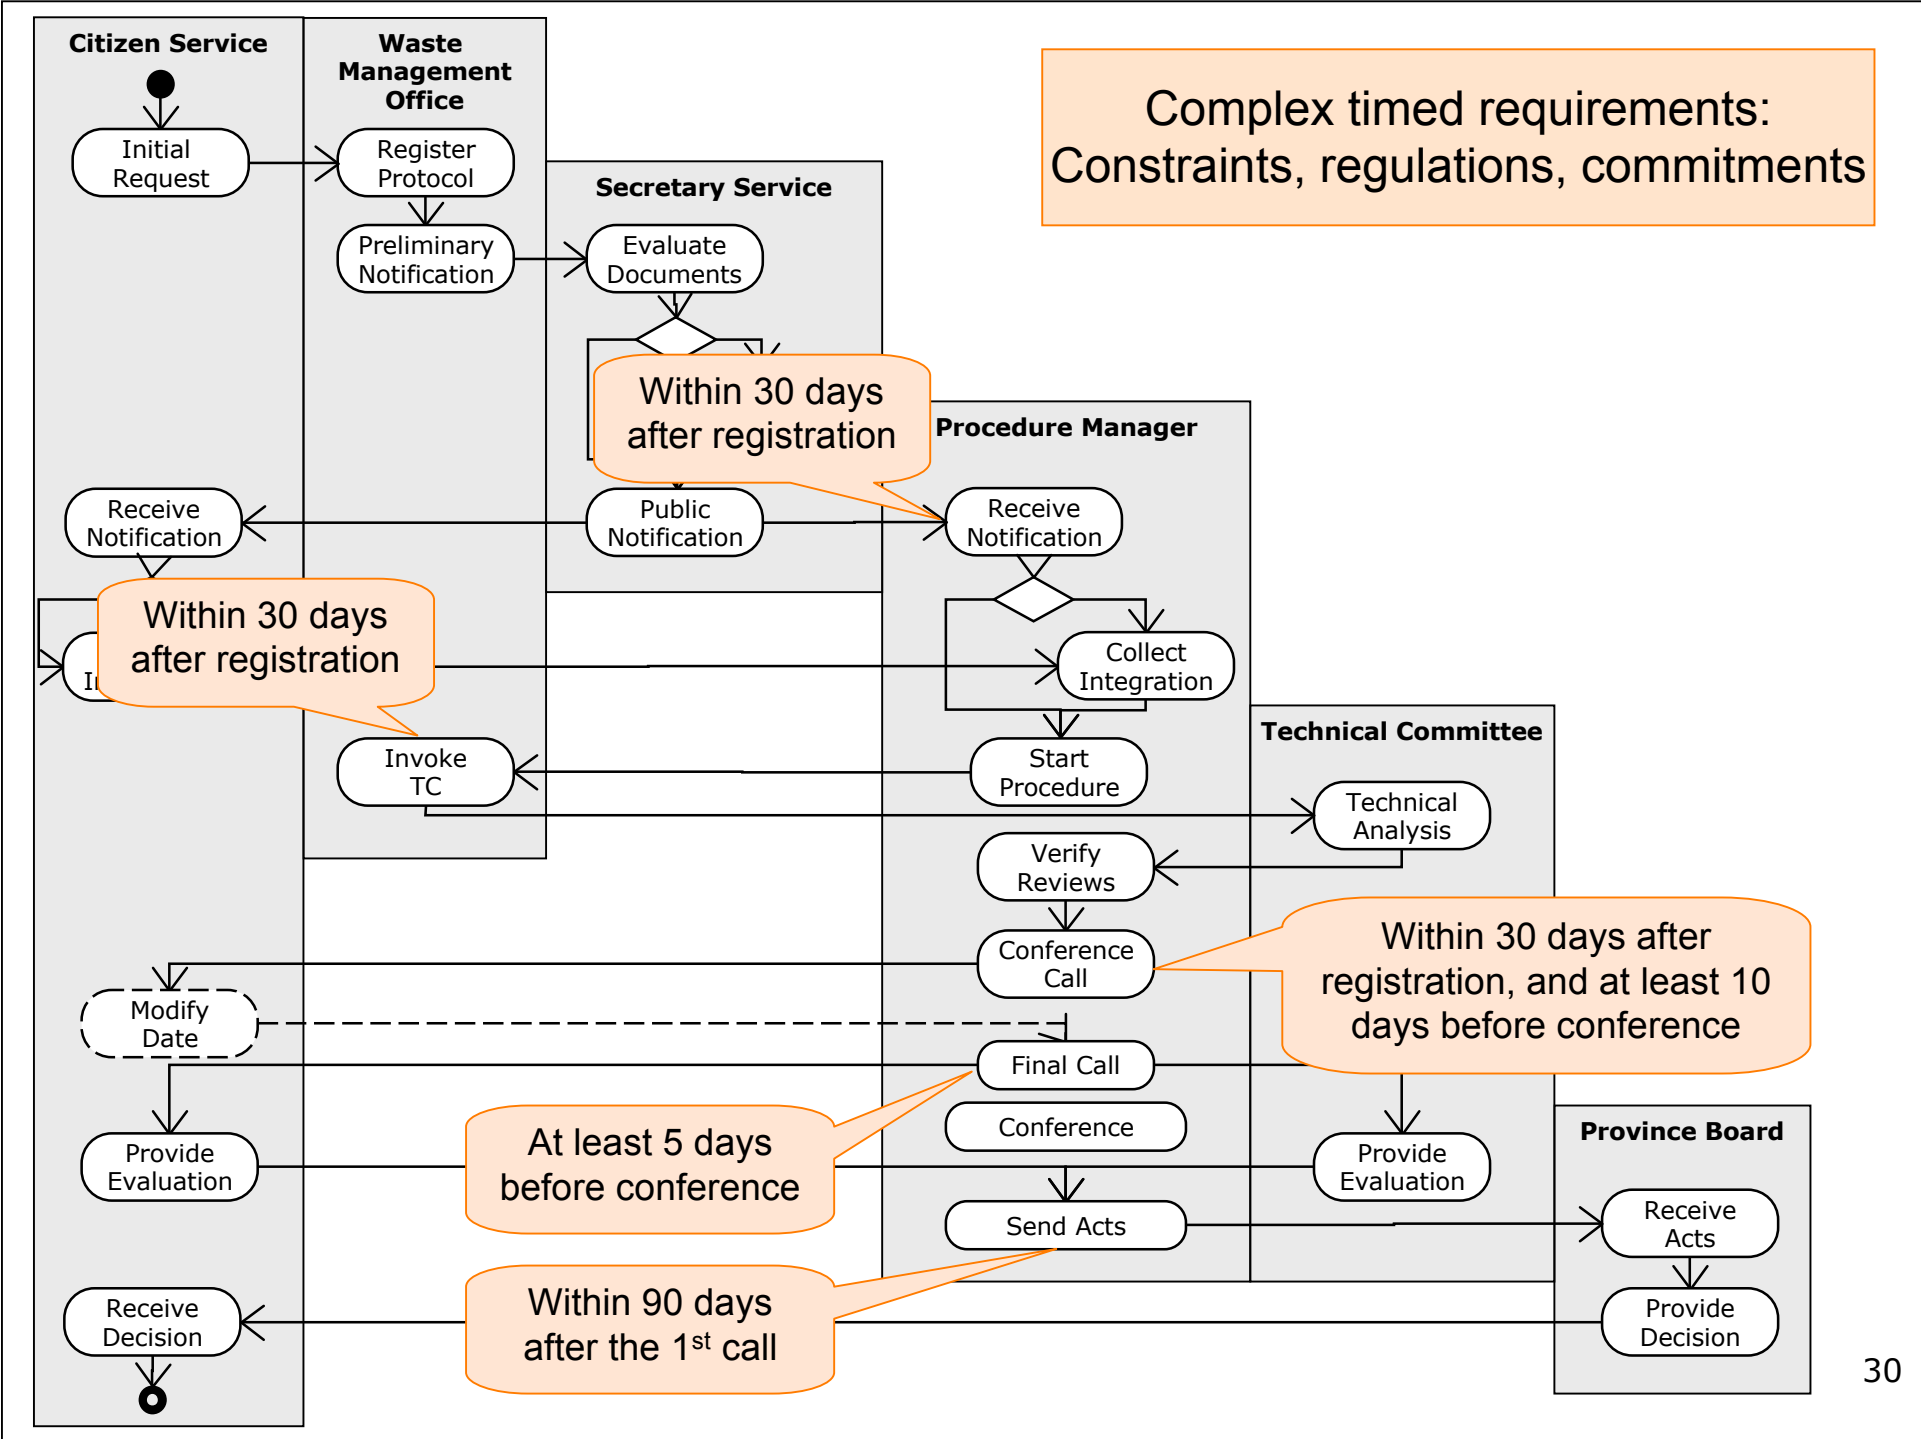 Citizen Service
Waste
Management
Office
Complex timed requirements:
Constraints, regulations, commitments
Initial
Request
Register
Protocol
Secretary Service
Preliminary
Notification
Evaluate
Documents
Within 30 days
after registration
Procedure Manager
Receive
Notification
Public
Notification
Receive
Notification
Within 30 days
after registration
Collect
Integration
Technical Committee
Invoke
TC
Start
Procedure
Technical
Analysis
Verify
Reviews
Conference
Call
Within 30 days after
registration, and at least 10
days before conference
Modify
Date
Final Call
Conference
At least 5 days
before conference
Province Board
Provide
Evaluation
Provide
Evaluation
Send Acts
Receive
Acts
Within 90 days
after the 1st call
Receive
Decision
Provide
Decision
30